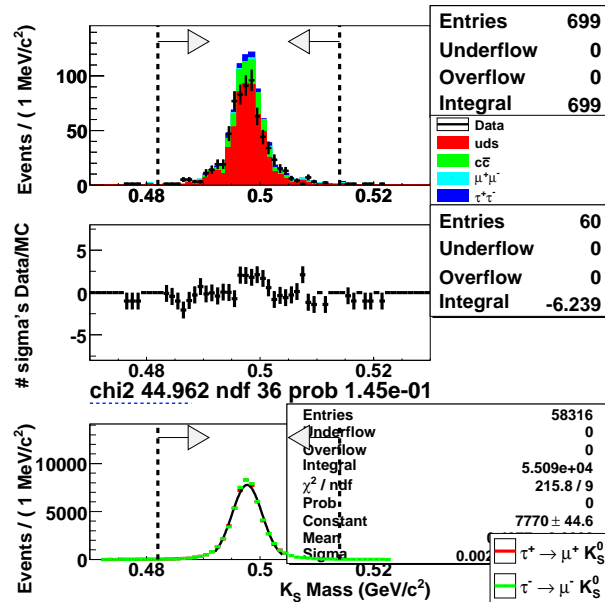 Entries 699
Underflow 0
Overflow 0
Integral 699
Data
uds
cc̅
μ⁺μ⁻
τ⁺τ⁻
Events / ( 1 MeV/c²)
100
50
0
0.48 0.5 0.52
Entries 60
Underflow 0
Overflow 0
Integral -6.239
# sigma's Data/MC
5
0
-5
0.48 0.5 0.52
chi2 44.962 ndf 36 prob 1.45e-01
Entries 58316
Underflow 0
Overflow 0
Integral 5.509e+04
χ² / ndf 215.8 / 9
Prob 0
Constant 7770 ± 44.6
Mean
Sigma 0.002
τ⁺ → μ⁺ K⁰_S
τ⁻ → μ⁻ K⁰_S
Events / ( 1 MeV/c²)
10000
5000
0
0.48 0.5 0.52
K_S Mass (GeV/c²)